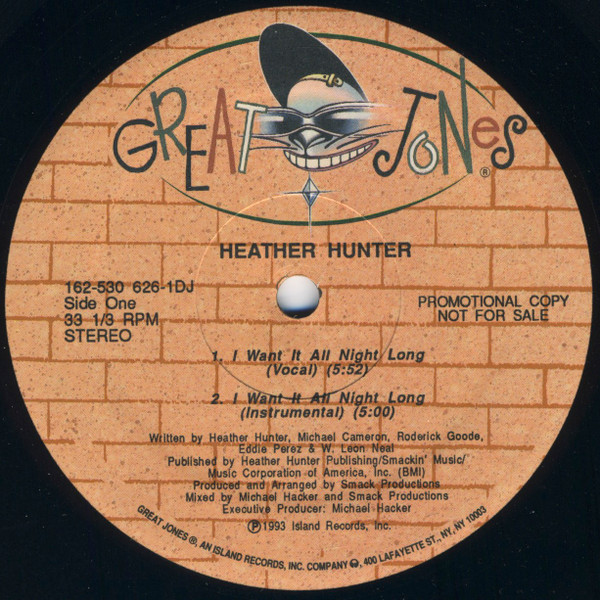 GREAT JONES ®
HEATHER HUNTER
162-530 626-1DJ
Side One
33 1/3 RPM
STEREO
PROMOTIONAL COPY
NOT FOR SALE
1. I Want It All Night Long
(Vocal) (5:52)
2. I Want It All Night Long
(Instrumental) (5:00)
Written by Heather Hunter, Michael Cameron, Roderick Goode,
Eddie Perez & W. Leon Neal
Published by Heather Hunter Publishing/Smackin' Music/
Music Corporation of America, Inc. (BMI)
Produced and Arranged by Smack Productions
Mixed by Michael Hacker and Smack Productions
Executive Producer: Michael Hacker
℗1993 Island Records, Inc.
GREAT JONES®, AN ISLAND RECORDS, INC. COMPANY, 400 LAFAYETTE ST., NY, NY 10003